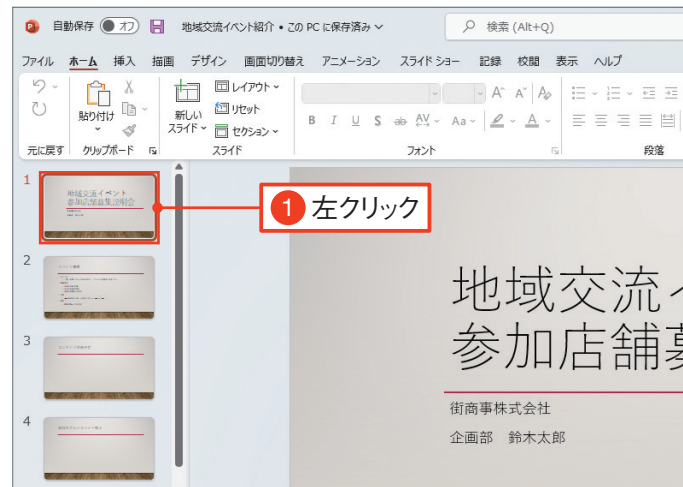 自動保存 オフ 地域交流イベント紹介 • この PC に保存済み 検索 (Alt+Q)
ファイル ホーム 挿入 描画 デザイン 画面切り替え アニメーション スライド ショー 記録 校閲 表示 ヘルプ
貼り付け
新しい
スライド
レイアウト
リセット
セクション
B I U S ab AV Aa A A A A
元に戻す クリップボード スライド フォント 段落
1
地域交流イベント
参加店舗募集説明会
1 左クリック
2
3
4
地域交流イ
参加店舗募
街商事株式会社
企画部 鈴木太郎